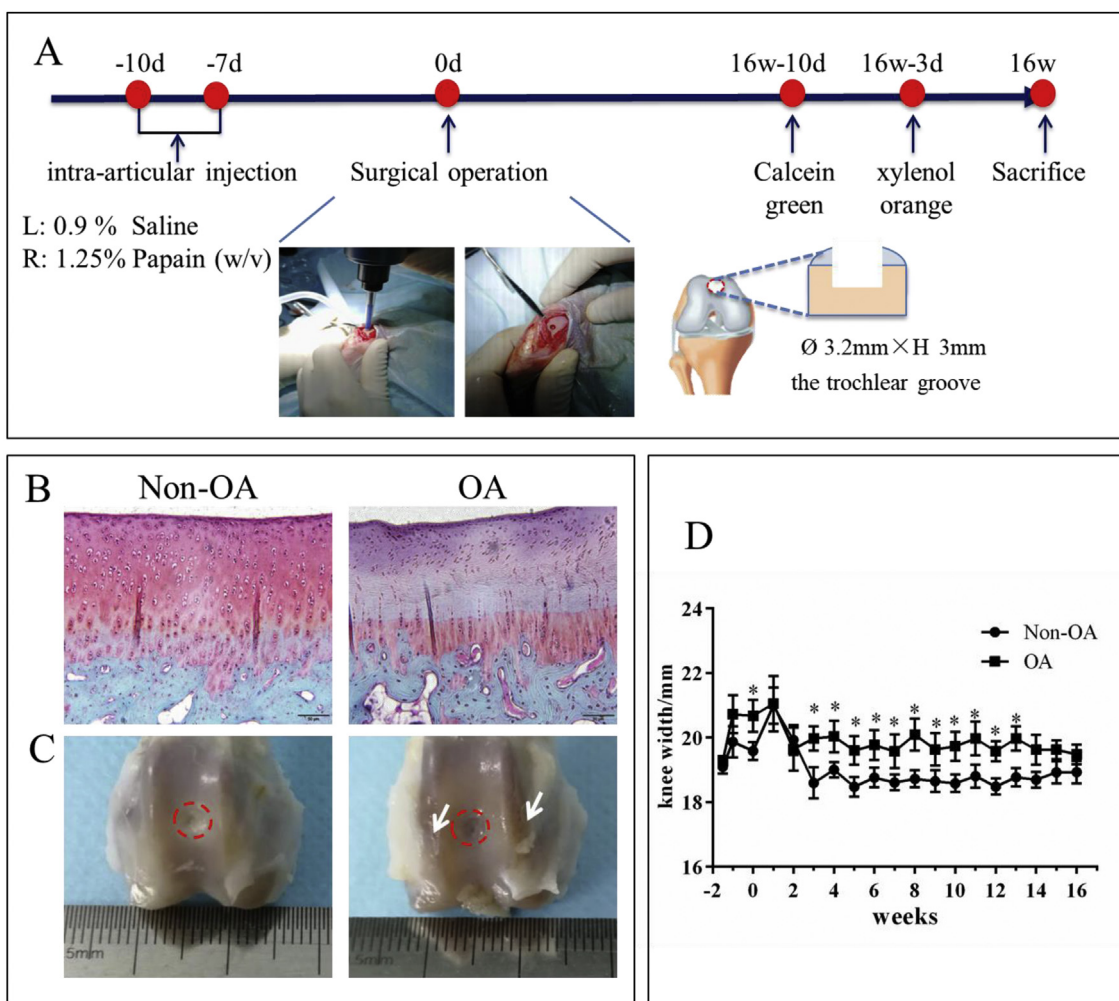 A
-10d -7d 0d 16w-10d 16w-3d 16w
intra-articular injection Surgical operation Calcein green xylenol orange Sacrifice
L: 0.9 % Saline
R: 1.25% Papain (w/v)
Ø 3.2mm×H 3mm
the trochlear groove
B
Non-OA OA
C
5mm
5mm
D
knee width/mm
24
22
20
18
16
Non-OA
OA
* * * * * * * * * * * *
-2 0 2 4 6 8 10 12 14 16
weeks